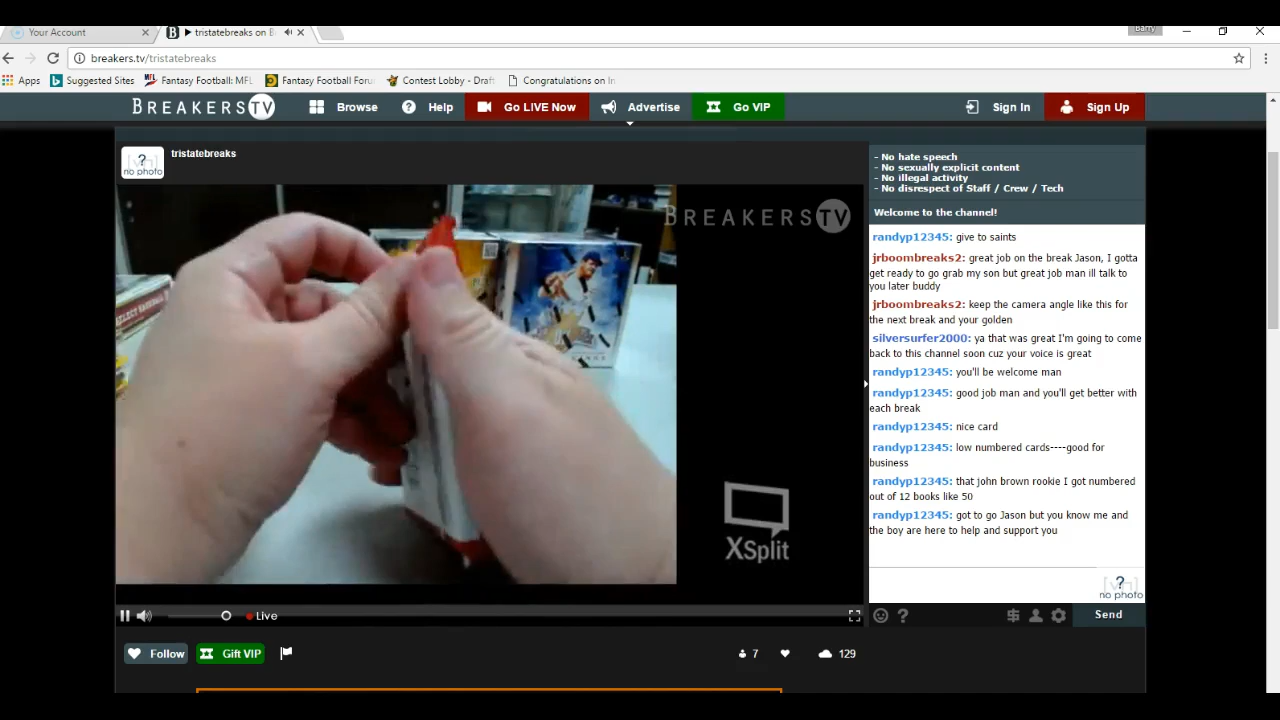 Your Account
tristatebreaks on B
Barry
breakers.tv/tristatebreaks
Apps
Suggested Sites
Fantasy Football: MFL
Fantasy Football Foru
Contest Lobby - Draft
Congratulations on
BREAKERS TV
Browse
Help
Go LIVE Now
Advertise
Go VIP
Sign In
Sign Up
? no photo
tristatebreaks
BREAKERS TV
XSplit
- No hate speech
- No sexually explicit content
- No illegal activity
- No disrespect of Staff / Crew / Tech
Welcome to the channel!
randyp12345: give to saints
jrboombreaks2: great job on the break Jason, I gotta
get ready to go grab my son but great job man ill talk to
you later buddy
jrboombreaks2: keep the camera angle like this for
the next break and your golden
silversurfer2000: ya that was great I'm going to come
back to this channel soon cuz your voice is great
randyp12345: you'll be welcome man
randyp12345: good job man and you'll get better with
each break
randyp12345: nice card
randyp12345: low numbered cards----good for
business
randyp12345: that john brown rookie I got numbered
out of 12 books like 50
randyp12345: got to go Jason but you know me and
the boy are here to help and support you
? no photo
Live
Send
Follow
Gift VIP
7
129